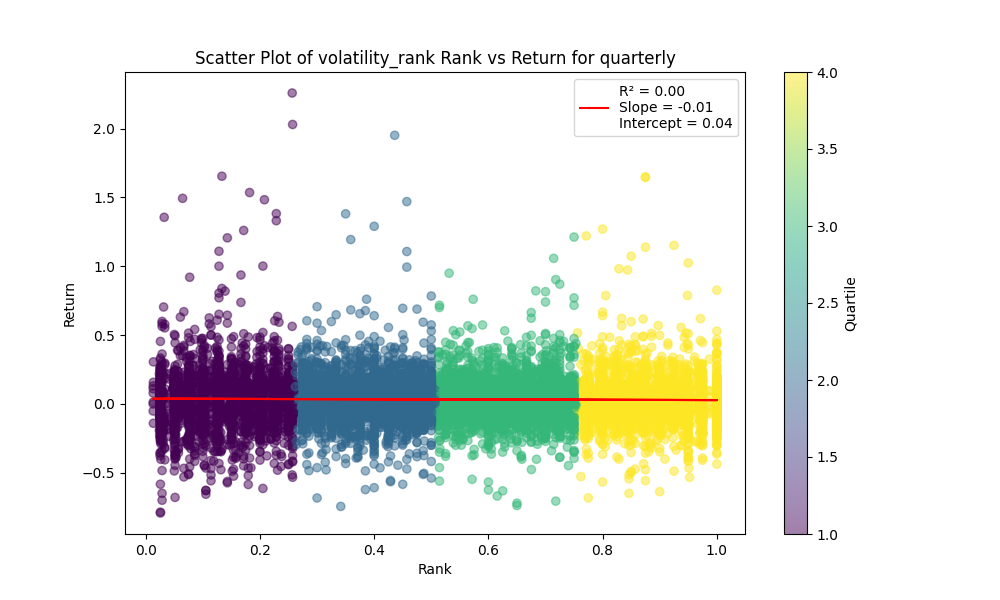 Scatter Plot of volatility_rank Rank vs Return for quarterly
R² = 0.00
Slope = -0.01
Intercept = 0.04
Return
2.0
1.5
1.0
0.5
0.0
−0.5
0.0 0.2 0.4 0.6 0.8 1.0
Rank
4.0
3.5
3.0
2.5
2.0
1.5
1.0
Quartile